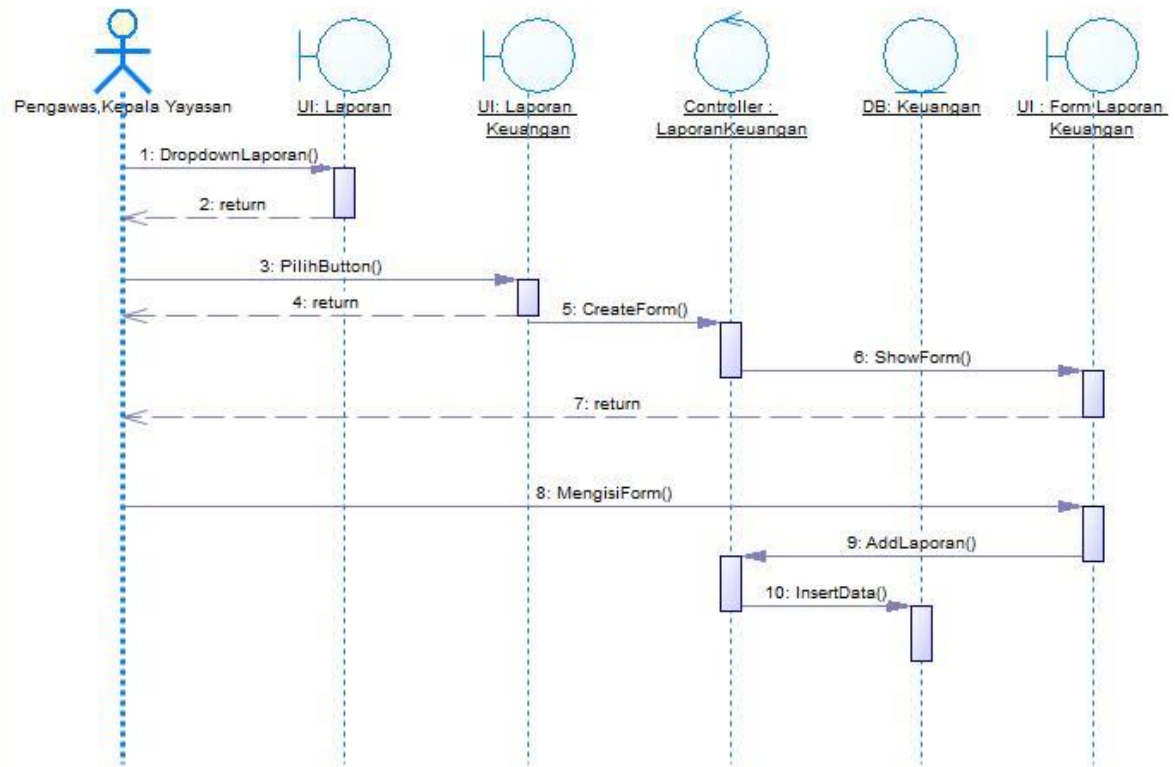 Pengawas,Kepala Yayasan
UI: Laporan
UI: Laporan
Keuangan
Controller :
LaporanKeuangan
DB: Keuangan
UI : Form Laporan
Keuangan
1: DropdownLaporan()
2: return
3: PilihButton()
4: return
5: CreateForm()
6: ShowForm()
7: return
8: MengisiForm()
9: AddLaporan()
10: InsertData()